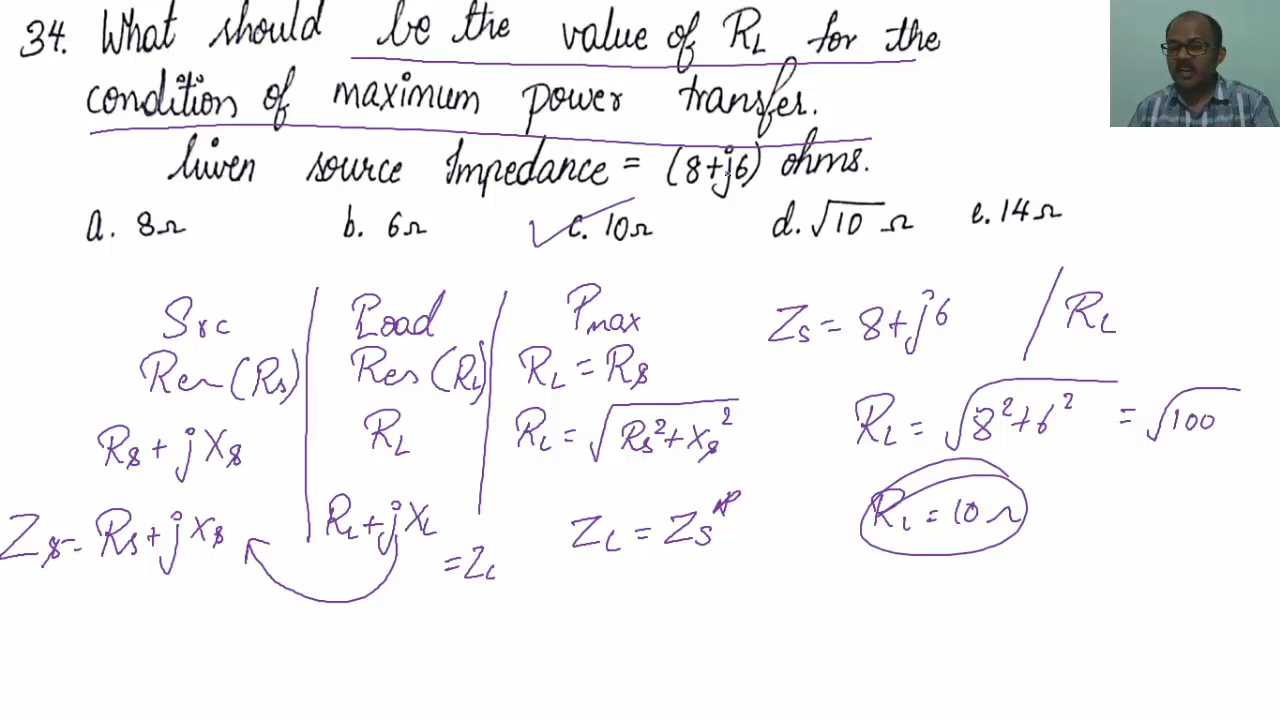 34. What should be the value of RL for the
condition of maximum power transfer.
Given source Impedance = (8+j6) ohms.
a. 8Ω b. 6Ω c. 10Ω d. √10 Ω e. 14Ω
Src Load Pmax Zs = 8+j6 / RL
Res (Rs) Res (RL) RL = Rs
Rs + jXs RL RL = √Rs²+Xs² RL = √8²+6² = √100
Zs = Rs+jXs RL+jXL = ZL ZL = Zs* RL = 10Ω